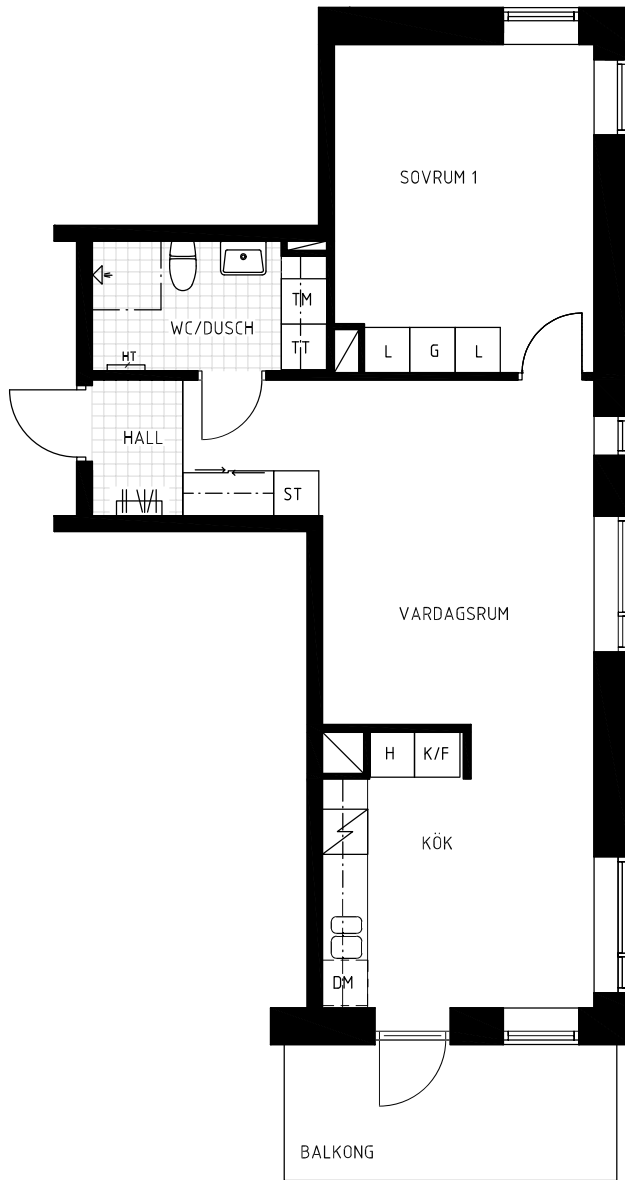 SOVRUM 1
TM
WC/DUSCH
TT
HT
L G L
HALL
ST
VARDAGSRUM
H K/F
KÖK
DM
BALKONG